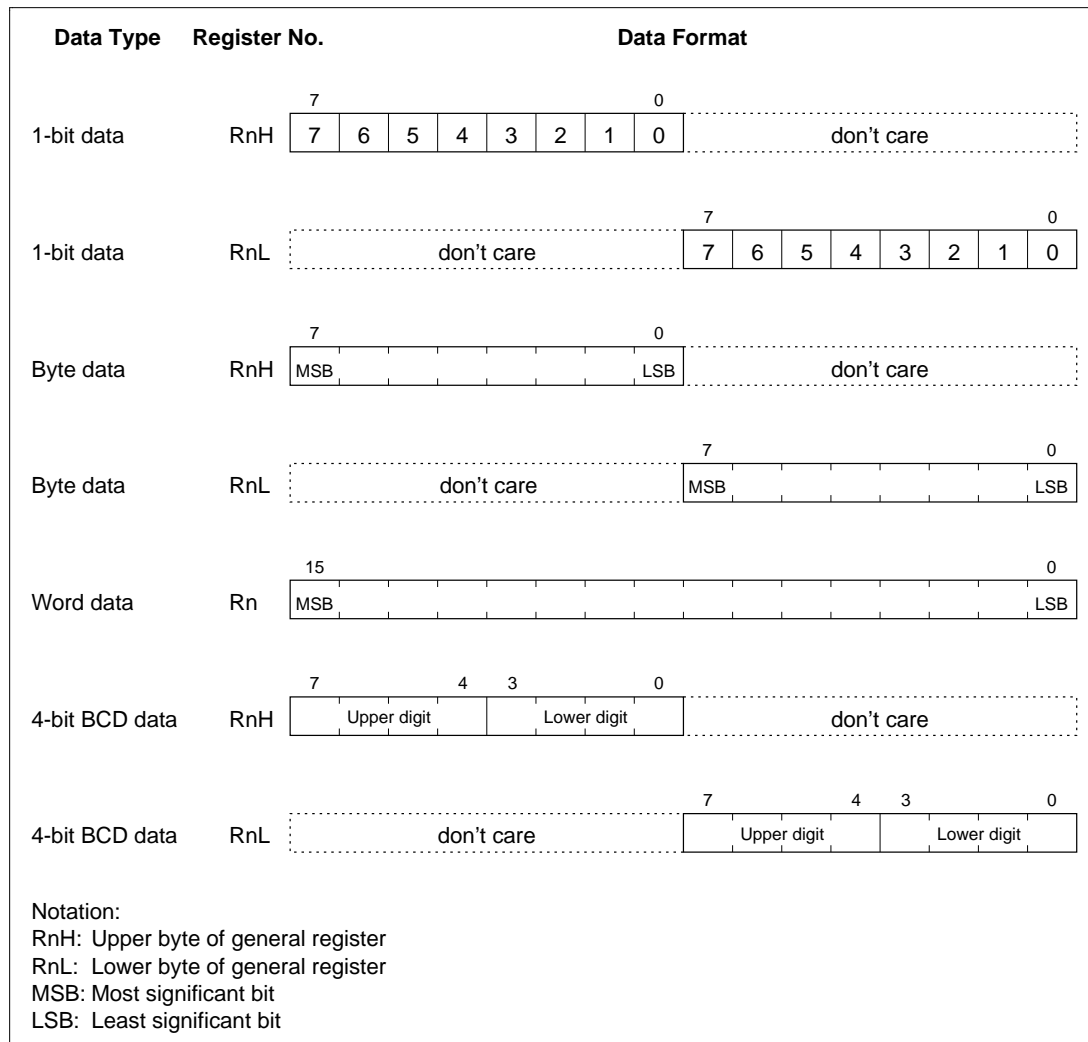 Data Type Register No. Data Format
7 0
1-bit data RnH 7 6 5 4 3 2 1 0 don't care
7 0
1-bit data RnL don't care 7 6 5 4 3 2 1 0
7 0
Byte data RnH MSB LSB don't care
7 0
Byte data RnL don't care MSB LSB
15 0
Word data Rn MSB LSB
7 4 3 0
4-bit BCD data RnH Upper digit Lower digit don't care
7 4 3 0
4-bit BCD data RnL don't care Upper digit Lower digit
Notation:
RnH: Upper byte of general register
RnL: Lower byte of general register
MSB: Most significant bit
LSB: Least significant bit